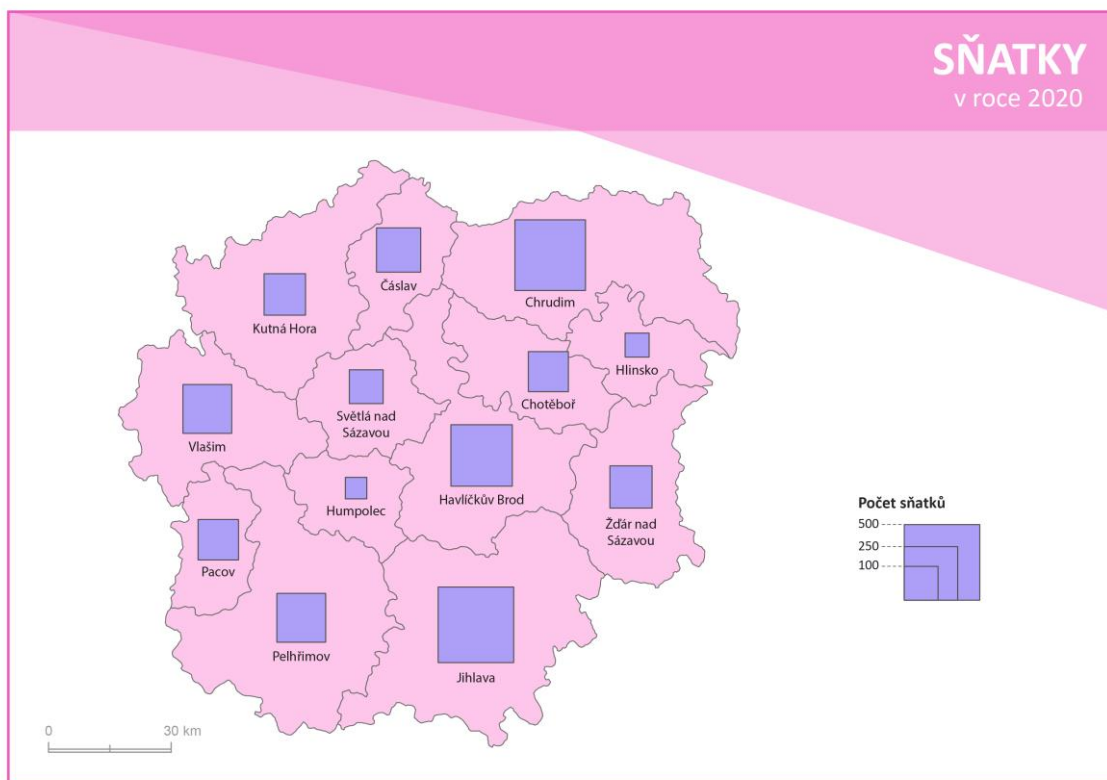 SŇATKY
v roce 2020
Čáslav
Chrudim
Kutná Hora
Hlinsko
Chotěboř
Světlá nad
Sázavou
Vlašim
Havlíčkův Brod
Humpolec
Žďár nad
Sázavou
Pacov
Pelhřimov
Jihlava
Počet sňatků
500
250
100
0 30 km